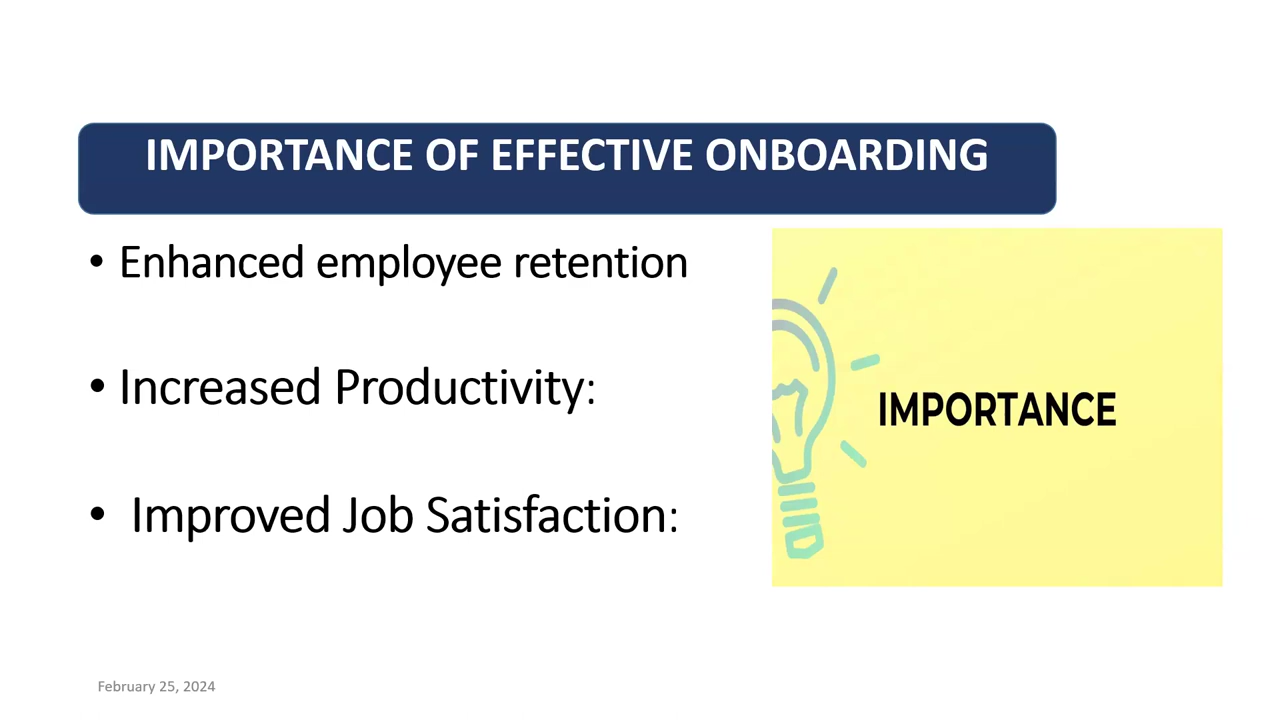 IMPORTANCE OF EFFECTIVE ONBOARDING
• Enhanced employee retention
• Increased Productivity:
• Improved Job Satisfaction:
IMPORTANCE
February 25, 2024